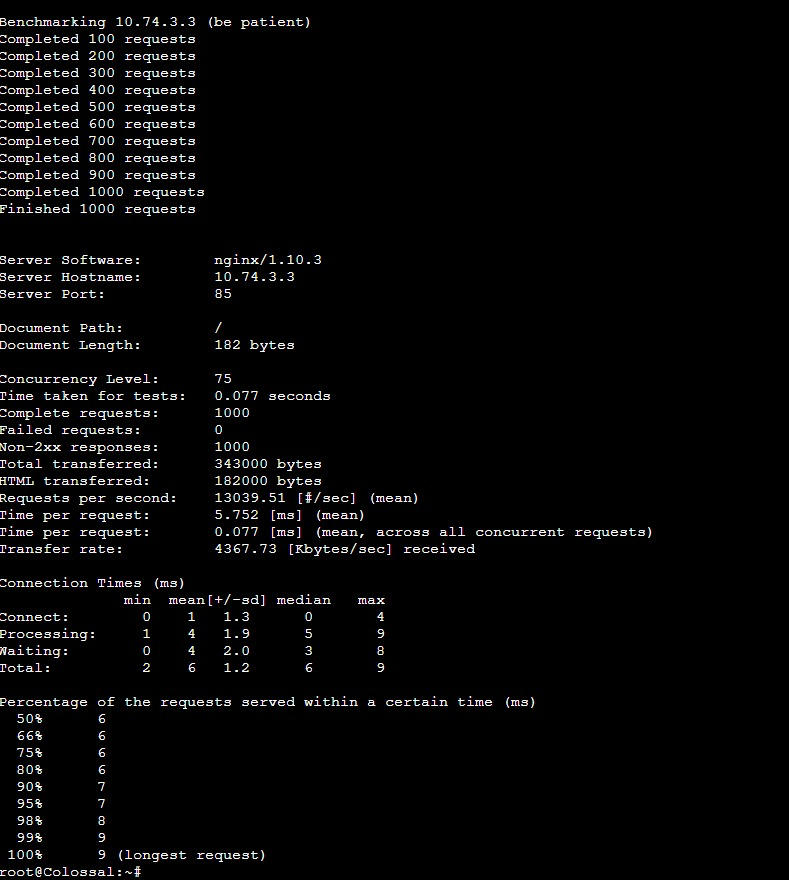 Benchmarking 10.74.3.3 (be patient)
Completed 100 requests
Completed 200 requests
Completed 300 requests
Completed 400 requests
Completed 500 requests
Completed 600 requests
Completed 700 requests
Completed 800 requests
Completed 900 requests
Completed 1000 requests
Finished 1000 requests
Server Software: nginx/1.10.3
Server Hostname: 10.74.3.3
Server Port: 85
Document Path: /
Document Length: 182 bytes
Concurrency Level: 75
Time taken for tests: 0.077 seconds
Complete requests: 1000
Failed requests: 0
Non-2xx responses: 1000
Total transferred: 343000 bytes
HTML transferred: 182000 bytes
Requests per second: 13039.51 [#/sec] (mean)
Time per request: 5.752 [ms] (mean)
Time per request: 0.077 [ms] (mean, across all concurrent requests)
Transfer rate: 4367.73 [Kbytes/sec] received
Connection Times (ms)
min mean[+/-sd] median max
Connect: 0 1 1.3 0 4
Processing: 1 4 1.9 5 9
Waiting: 0 4 2.0 3 8
Total: 2 6 1.2 6 9
Percentage of the requests served within a certain time (ms)
50% 6
66% 6
75% 6
80% 6
90% 7
95% 7
98% 8
99% 9
100% 9 (longest request)
root@Colossal:~#